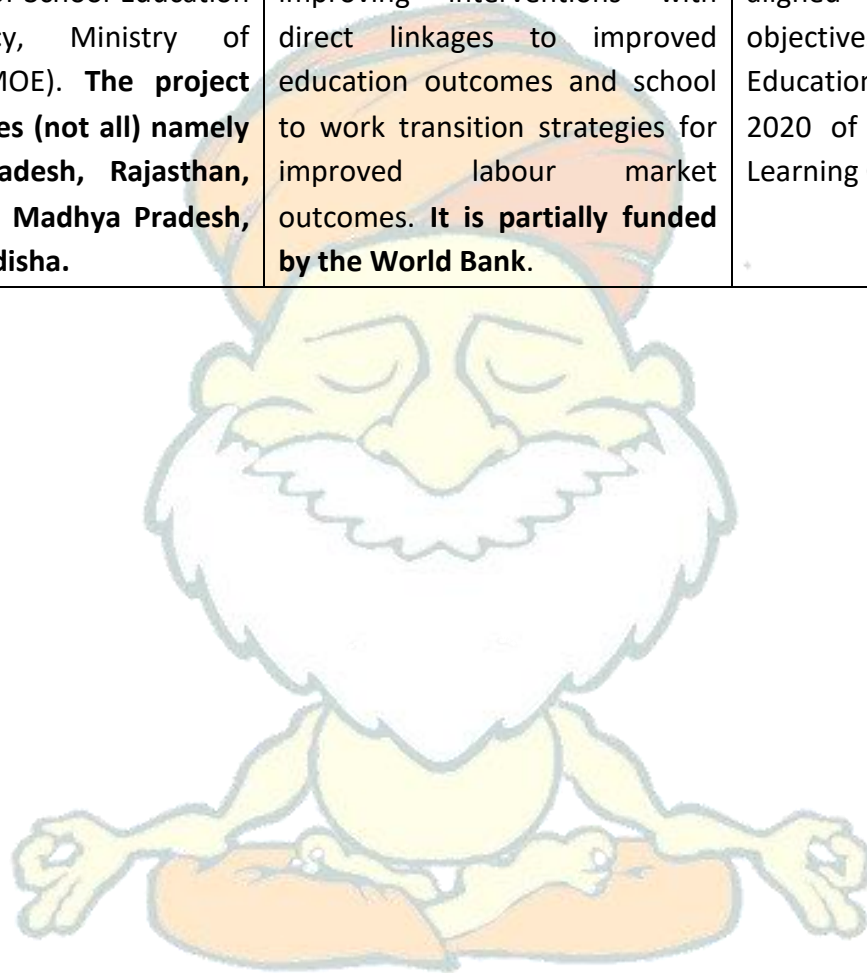 School Education
cy, Ministry of
MOE). The project
es (not all) namely
adesh, Rajasthan,
Madhya Pradesh,
disha.
improving interventions with
direct linkages to improved
education outcomes and school
to work transition strategies for
improved labour market
outcomes. It is partially funded
by the World Bank.
aligned
objective
Education
2020 of
Learning